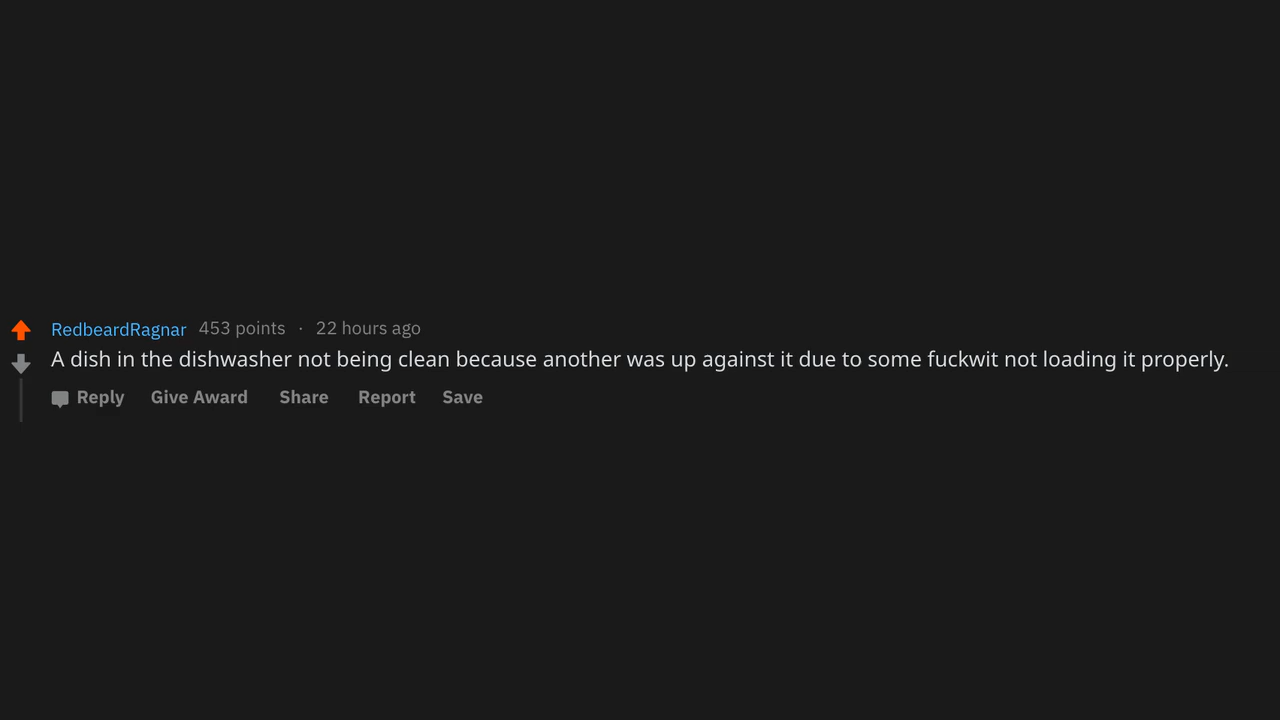 RedbeardRagnar 453 points · 22 hours ago
A dish in the dishwasher not being clean because another was up against it due to some fuckwit not loading it properly.
Reply Give Award Share Report Save